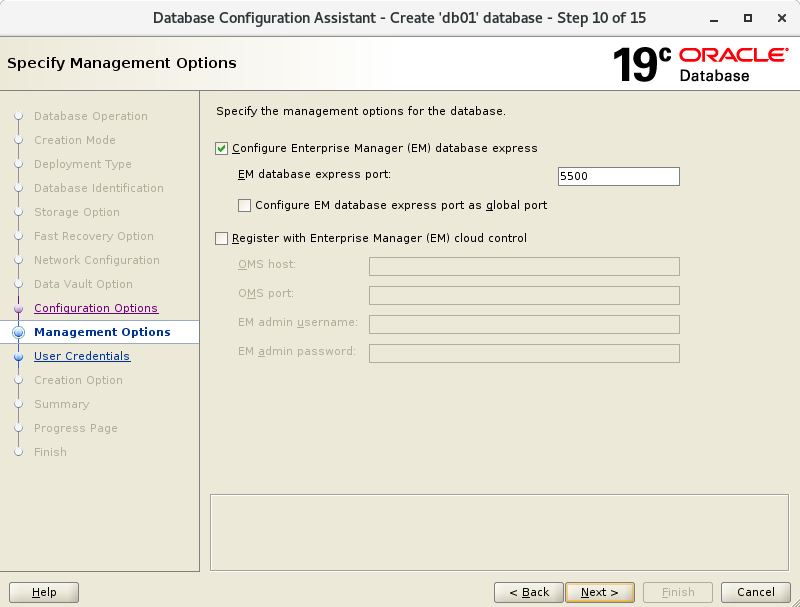 Database Configuration Assistant - Create 'db01' database - Step 10 of 15
Specify Management Options
19c ORACLE Database
Database Operation
Creation Mode
Deployment Type
Database Identification
Storage Option
Fast Recovery Option
Network Configuration
Data Vault Option
Configuration Options
Management Options
User Credentials
Creation Option
Summary
Progress Page
Finish
Specify the management options for the database.
Configure Enterprise Manager (EM) database express
EM database express port: 5500
Configure EM database express port as global port
Register with Enterprise Manager (EM) cloud control
OMS host:
OMS port:
EM admin username:
EM admin password:
Help
< Back
Next >
Finish
Cancel